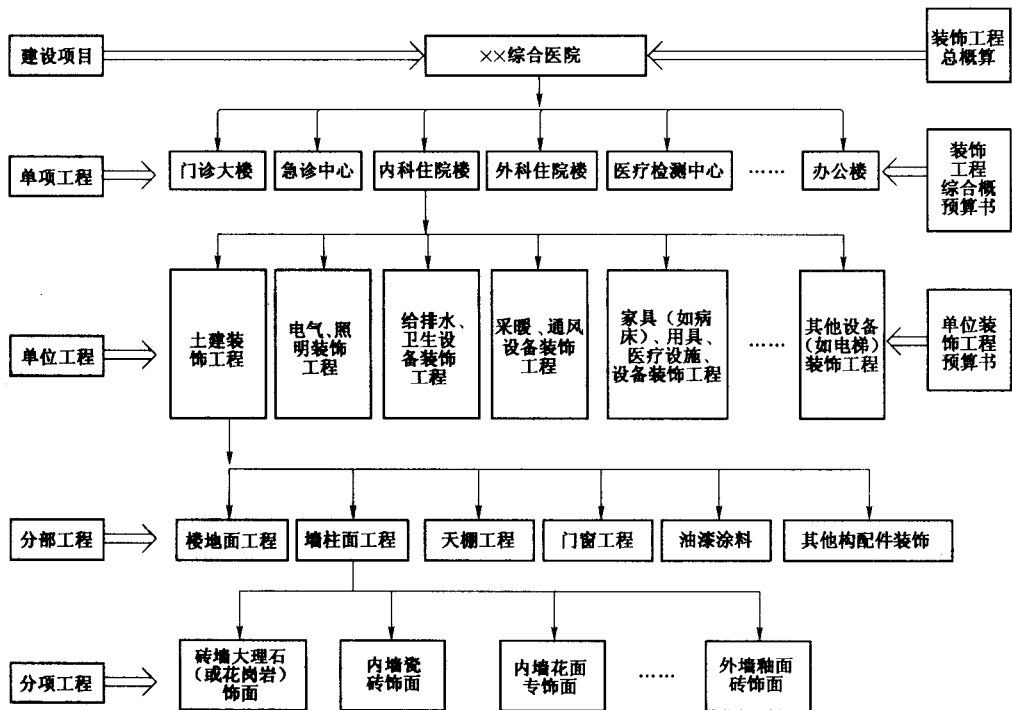 建设项目
××综合医院
装饰工程
总概算
单项工程
门诊大楼
急诊中心
内科住院楼
外科住院楼
医疗检测中心
……
办公楼
装饰
工程
综合概
预算书
单位工程
土建装
饰工程
电气、照
明装饰
工程
给排水、
卫生设
备装饰
工程
采暖、通风
设备装饰
工程
家具（如病
床）、用具、
医疗设施、
设备装饰工程
……
其他设备
（如电梯）
装饰工程
单位装
饰工程
预算书
分部工程
楼地面工程
墙柱面工程
天棚工程
门窗工程
油漆涂料
其他构配件装饰
分项工程
砖墙大理石
（或花岗岩）
饰面
内墙瓷
砖饰面
内墙花面
专饰面
……
外墙釉面
砖饰面